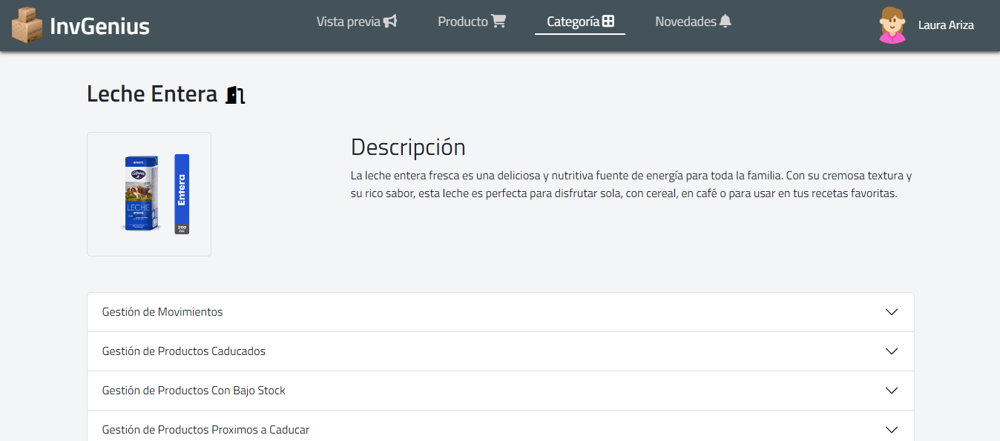 InvGenius
Vista previa
Producto
Categoría
Novedades
Laura Ariza
Leche Entera
entera
Alpina
LECHE
entera
Entera
200
ml
Descripción
La leche entera fresca es una deliciosa y nutritiva fuente de energía para toda la familia. Con su cremosa textura y
su rico sabor, esta leche es perfecta para disfrutar sola, con cereal, en café o para usar en tus recetas favoritas.
Gestión de Movimientos
Gestión de Productos Caducados
Gestión de Productos Con Bajo Stock
Gestión de Productos Proximos a Caducar